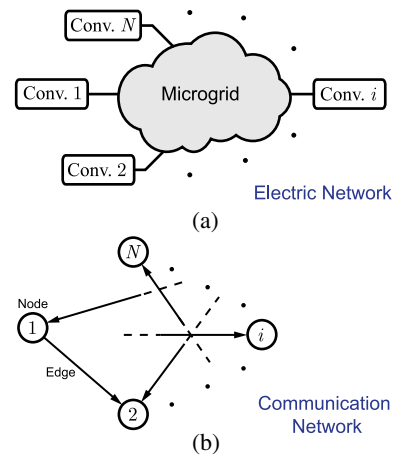 Conv. N
Conv. 1
Microgrid
Conv. i
Conv. 2
Electric Network
(a)
N
Node
1
i
Edge
2
Communication
Network
(b)